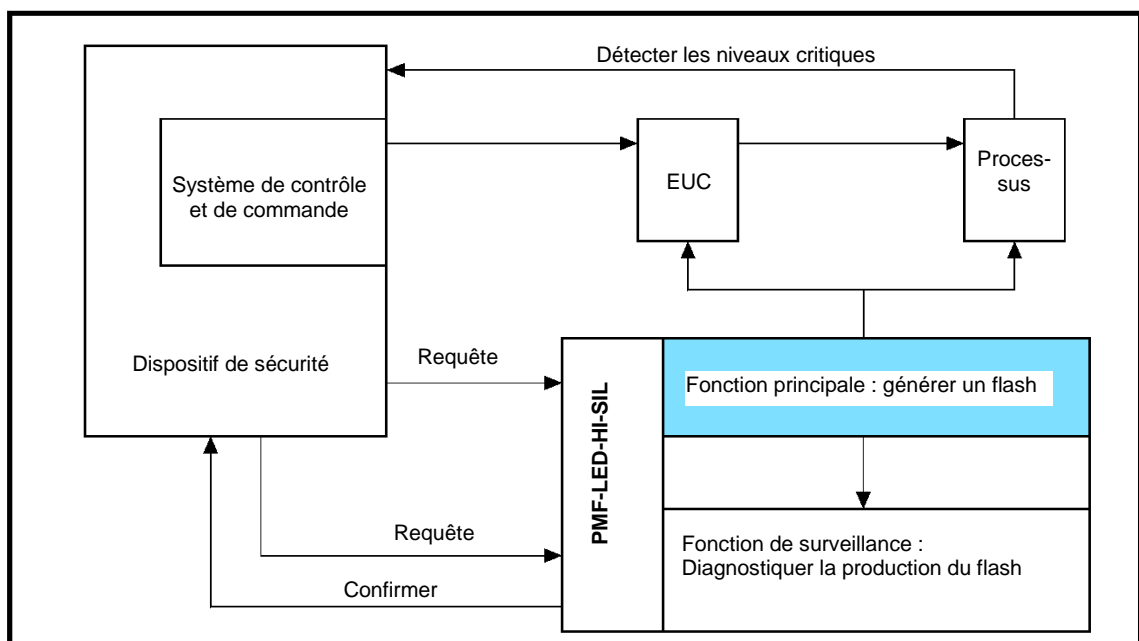 Détecter les niveaux critiques
Système de contrôle
et de commande
EUC
Proces-
sus
Dispositif de sécurité
Requête
PMF-LED-HI-SIL
Fonction principale : générer un flash
Requête
Fonction de surveillance :
Diagnostiquer la production du flash
Confirmer